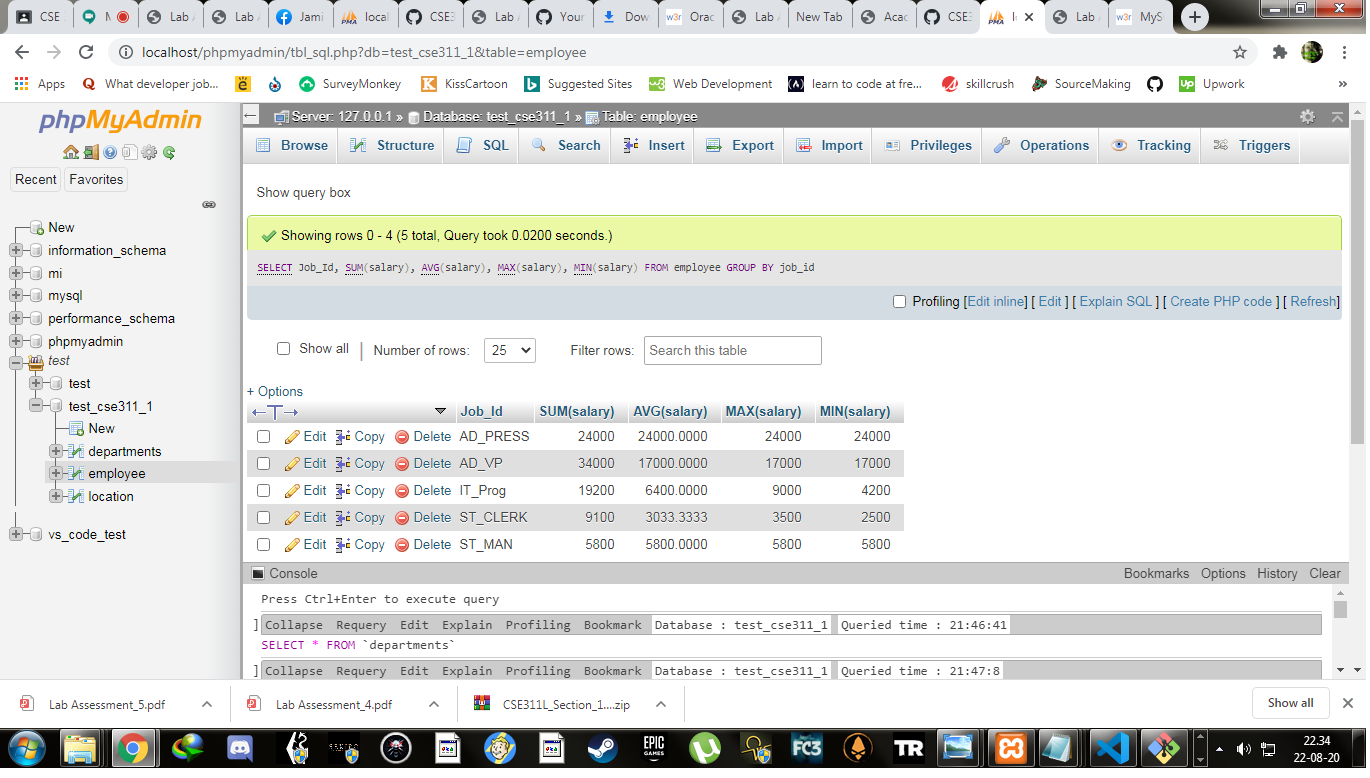 CSE
M
Lab
Lab
Jami
local
CSE3
Lab
Your
Dow
w3r Orac
Lab
New Tab
Acac
CSE3
Lab
w3r MyS
localhost/phpmyadmin/tbl_sql.php?db=test_cse311_1&table=employee
Apps What developer job... SurveyMonkey KissCartoon Suggested Sites Web Development learn to code at fre... skillcrush SourceMaking Upwork »
phpMyAdmin
Recent Favorites
New
information_schema
mi
mysql
performance_schema
phpmyadmin
test
test
test_cse311_1
New
departments
employee
location
vs_code_test
Server: 127.0.0.1 » Database: test_cse311_1 » Table: employee
Browse Structure SQL Search Insert Export Import Privileges Operations Tracking Triggers
Show query box
Showing rows 0 - 4 (5 total, Query took 0.0200 seconds.)
SELECT Job_Id, SUM(salary), AVG(salary), MAX(salary), MIN(salary) FROM employee GROUP BY job_id
Profiling [Edit inline] [ Edit ] [ Explain SQL ] [ Create PHP code ] [ Refresh]
Show all | Number of rows: 25 Filter rows: Search this table
+ Options
←T→ Job_Id SUM(salary) AVG(salary) MAX(salary) MIN(salary)
Edit Copy Delete AD_PRESS 24000 24000.0000 24000 24000
Edit Copy Delete AD_VP 34000 17000.0000 17000 17000
Edit Copy Delete IT_Prog 19200 6400.0000 9000 4200
Edit Copy Delete ST_CLERK 9100 3033.3333 3500 2500
Edit Copy Delete ST_MAN 5800 5800.0000 5800 5800
Console Bookmarks Options History Clear
Press Ctrl+Enter to execute query
] Collapse Requery Edit Explain Profiling Bookmark Database : test_cse311_1 Queried time : 21:46:41
SELECT * FROM `departments`
] Collapse Requery Edit Explain Profiling Bookmark Database : test_cse311_1 Queried time : 21:47:8
Lab Assessment_5.pdf Lab Assessment_4.pdf CSE311L_Section_1....zip Show all
EPIC GAMES
FC3
TR
22.34
22-08-20